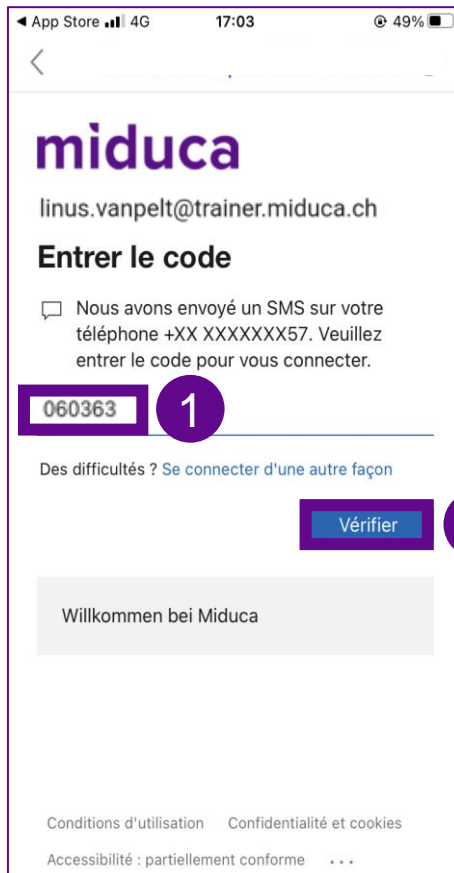 App Store 4G 17:03 49%
miduca
linus.vanpelt@trainer.miduca.ch
Entrer le code
Nous avons envoyé un SMS sur votre
téléphone +XX XXXXXXX57. Veuillez
entrer le code pour vous connecter.
060363 1
Des difficultés ? Se connecter d'une autre façon
Vérifier
Willkommen bei Miduca
Conditions d'utilisation Confidentialité et cookies
Accessibilité : partiellement conforme ...